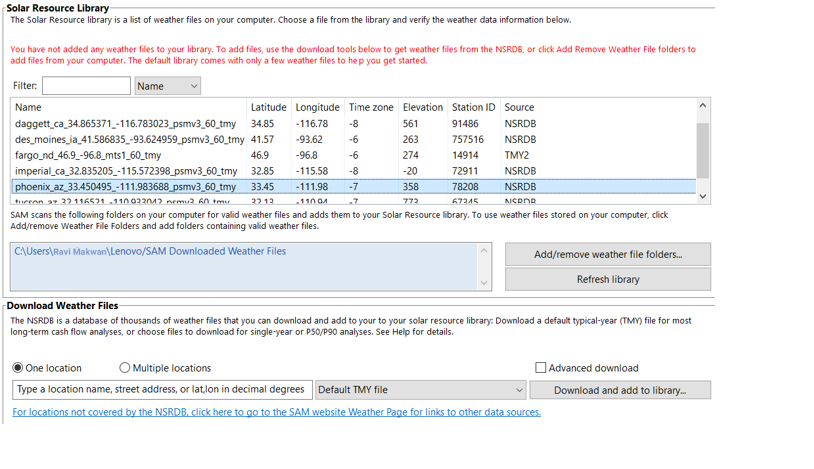 Solar Resource Library
The Solar Resource library is a list of weather files on your computer. Choose a file from the library and verify the weather data information below.
You have not added any weather files to your library. To add files, use the download tools below to get weather files from the NSRDB, or click Add Remove Weather File folders to
add files from your computer. The default library comes with only a few weather files to help you get started.
Filter: Name
Name Latitude Longitude Time zone Elevation Station ID Source
daggett_ca_34.865371_-116.783023_psmv3_60_tmy 34.85 -116.78 -8 561 91486 NSRDB
des_moines_ia_41.586835_-93.624959_psmv3_60_tmy 41.57 -93.62 -6 263 757516 NSRDB
fargo_nd_46.9_-96.8_mts1_60_tmy 46.9 -96.8 -6 274 14914 TMY2
imperial_ca_32.835205_-115.572398_psmv3_60_tmy 32.85 -115.58 -8 -20 72911 NSRDB
phoenix_az_33.450495_-111.983688_psmv3_60_tmy 33.45 -111.98 -7 358 78208 NSRDB
tucson_az_32.116521_-110.933042_psmv3_60_tmy 32.13 -110.94 -7 773 67345 NSRDB
SAM scans the following folders on your computer for valid weather files and adds them to your Solar Resource library. To use weather files stored on your computer, click
Add/remove Weather File Folders and add folders containing valid weather files.
C:\Users\Ravi Makwan\Lenovo/SAM Downloaded Weather Files
Add/remove weather file folders...
Refresh library
Download Weather Files
The NSRDB is a database of thousands of weather files that you can download and add to your to your solar resource library: Download a default typical-year (TMY) file for most
long-term cash flow analyses, or choose files to download for single-year or P50/P90 analyses. See Help for details.
One location Multiple locations Advanced download
Type a location name, street address, or lat,lon in decimal degrees Default TMY file Download and add to library...
For locations not covered by the NSRDB, click here to go to the SAM website Weather Page for links to other data sources.